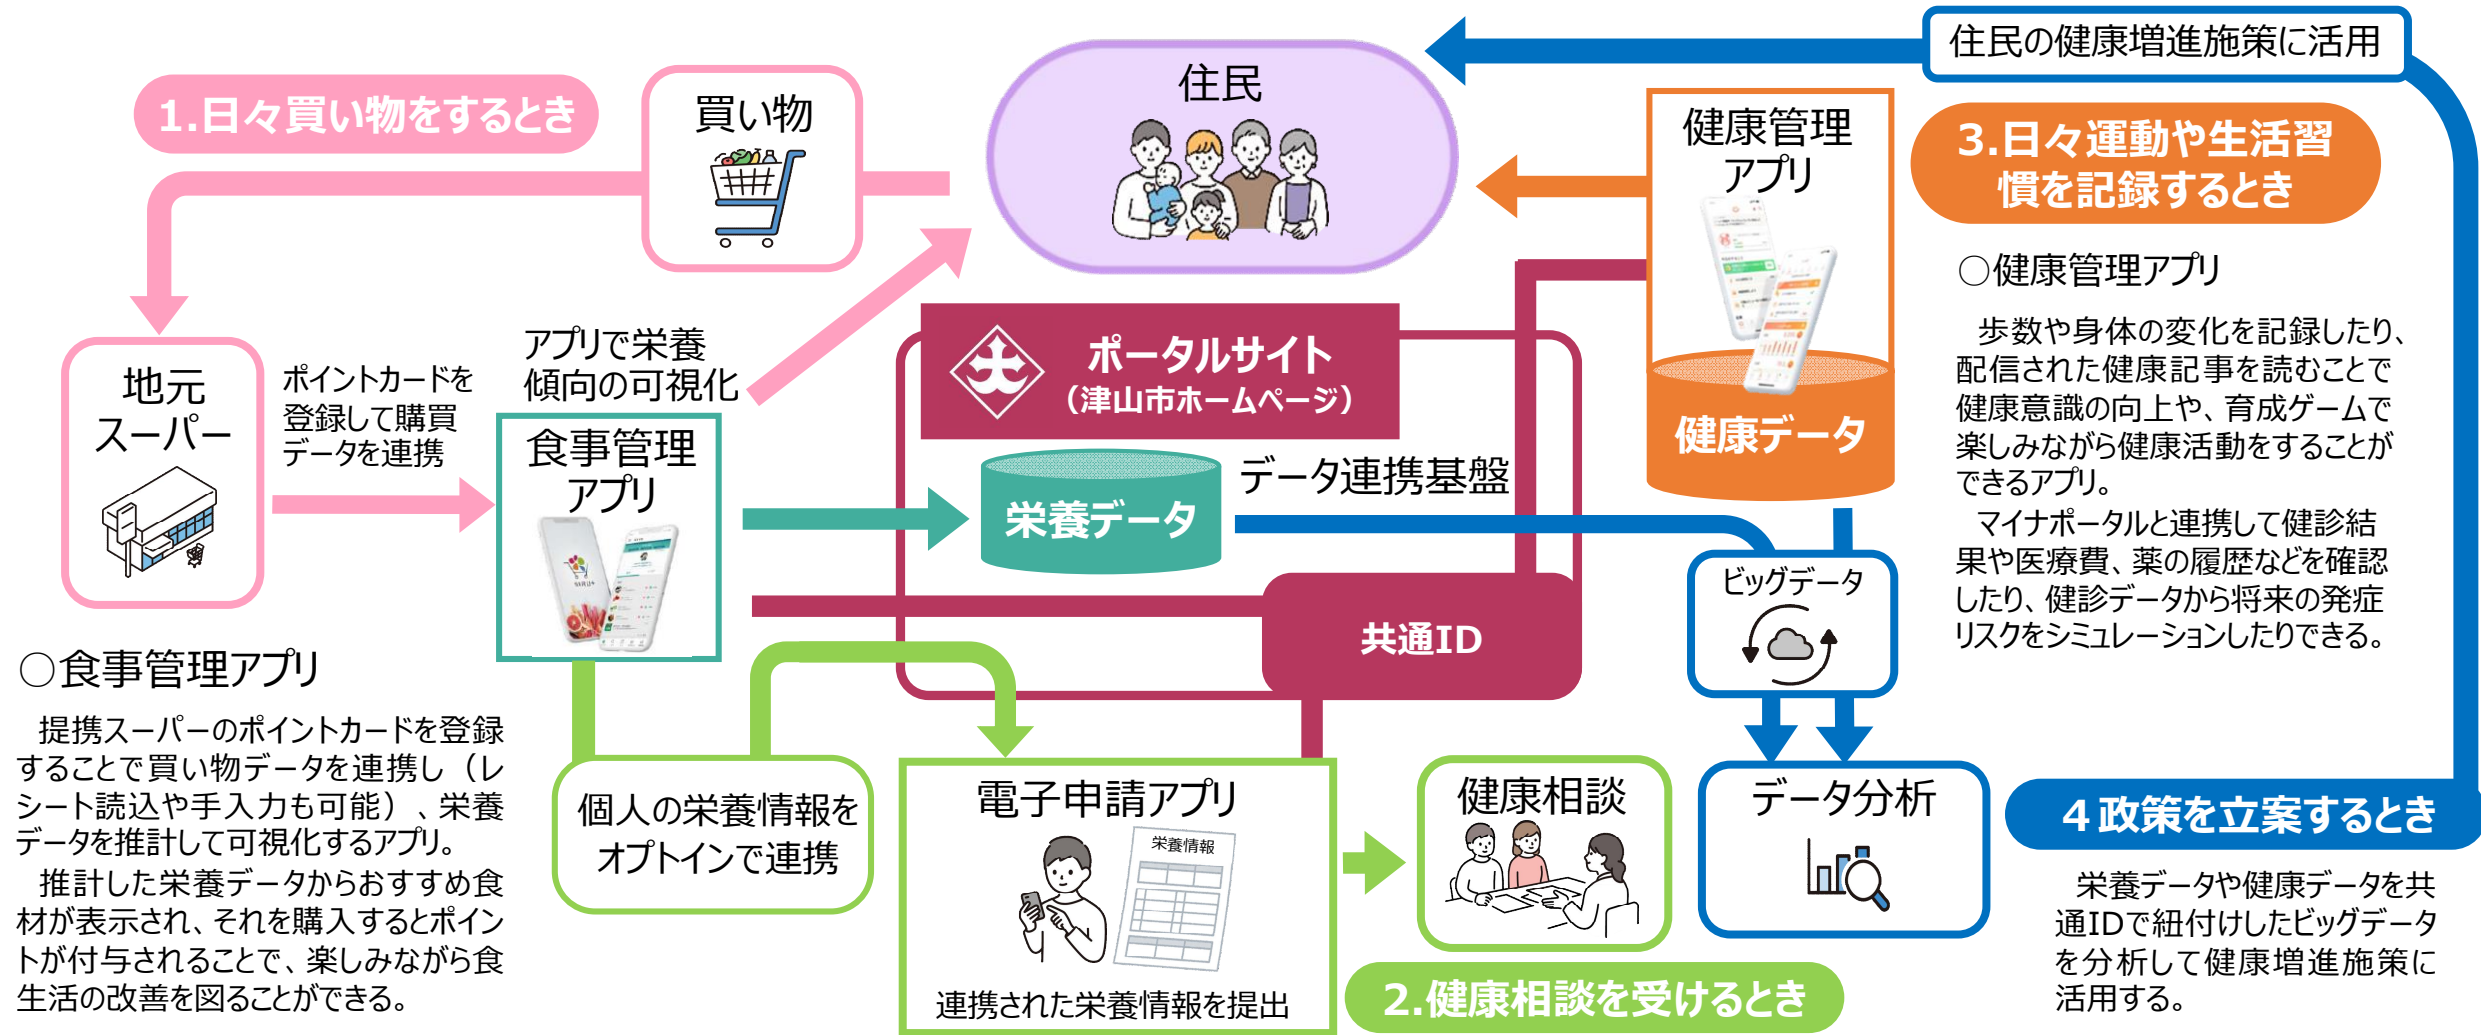 住民の健康増進施策に活用
1.日々買い物をするとき
買い物
住民
健康管理
アプリ
3.日々運動や生活習
慣を記録するとき
地元
スーパー
ポイントカードを
登録して購買
データを連携
アプリで栄養
傾向の可視化
食事管理
アプリ
ポータルサイト
（津山市ホームページ）
栄養データ
データ連携基盤
健康データ
共通ID
○健康管理アプリ
歩数や身体の変化を記録したり、
配信された健康記事を読むことで
健康意識の向上や、育成ゲームで
楽しみながら健康活動をすることが
できるアプリ。
マイナポータルと連携して健診結
果や医療費、薬の履歴などを確認
したり、健診データから将来の発症
リスクをシミュレーションしたりできる。
ビッグデータ
○食事管理アプリ
提携スーパーのポイントカードを登録
することで買い物データを連携し（レ
シート読込や手入力も可能）、栄養
データを推計して可視化するアプリ。
推計した栄養データからおすすめ食
材が表示され、それを購入するとポイン
トが付与されることで、楽しみながら食
生活の改善を図ることができる。
個人の栄養情報を
オプトインで連携
電子申請アプリ
栄養情報
連携された栄養情報を提出
健康相談
2.健康相談を受けるとき
データ分析
４政策を立案するとき
栄養データや健康データを共
通IDで紐付けしたビッグデータ
を分析して健康増進施策に
活用する。